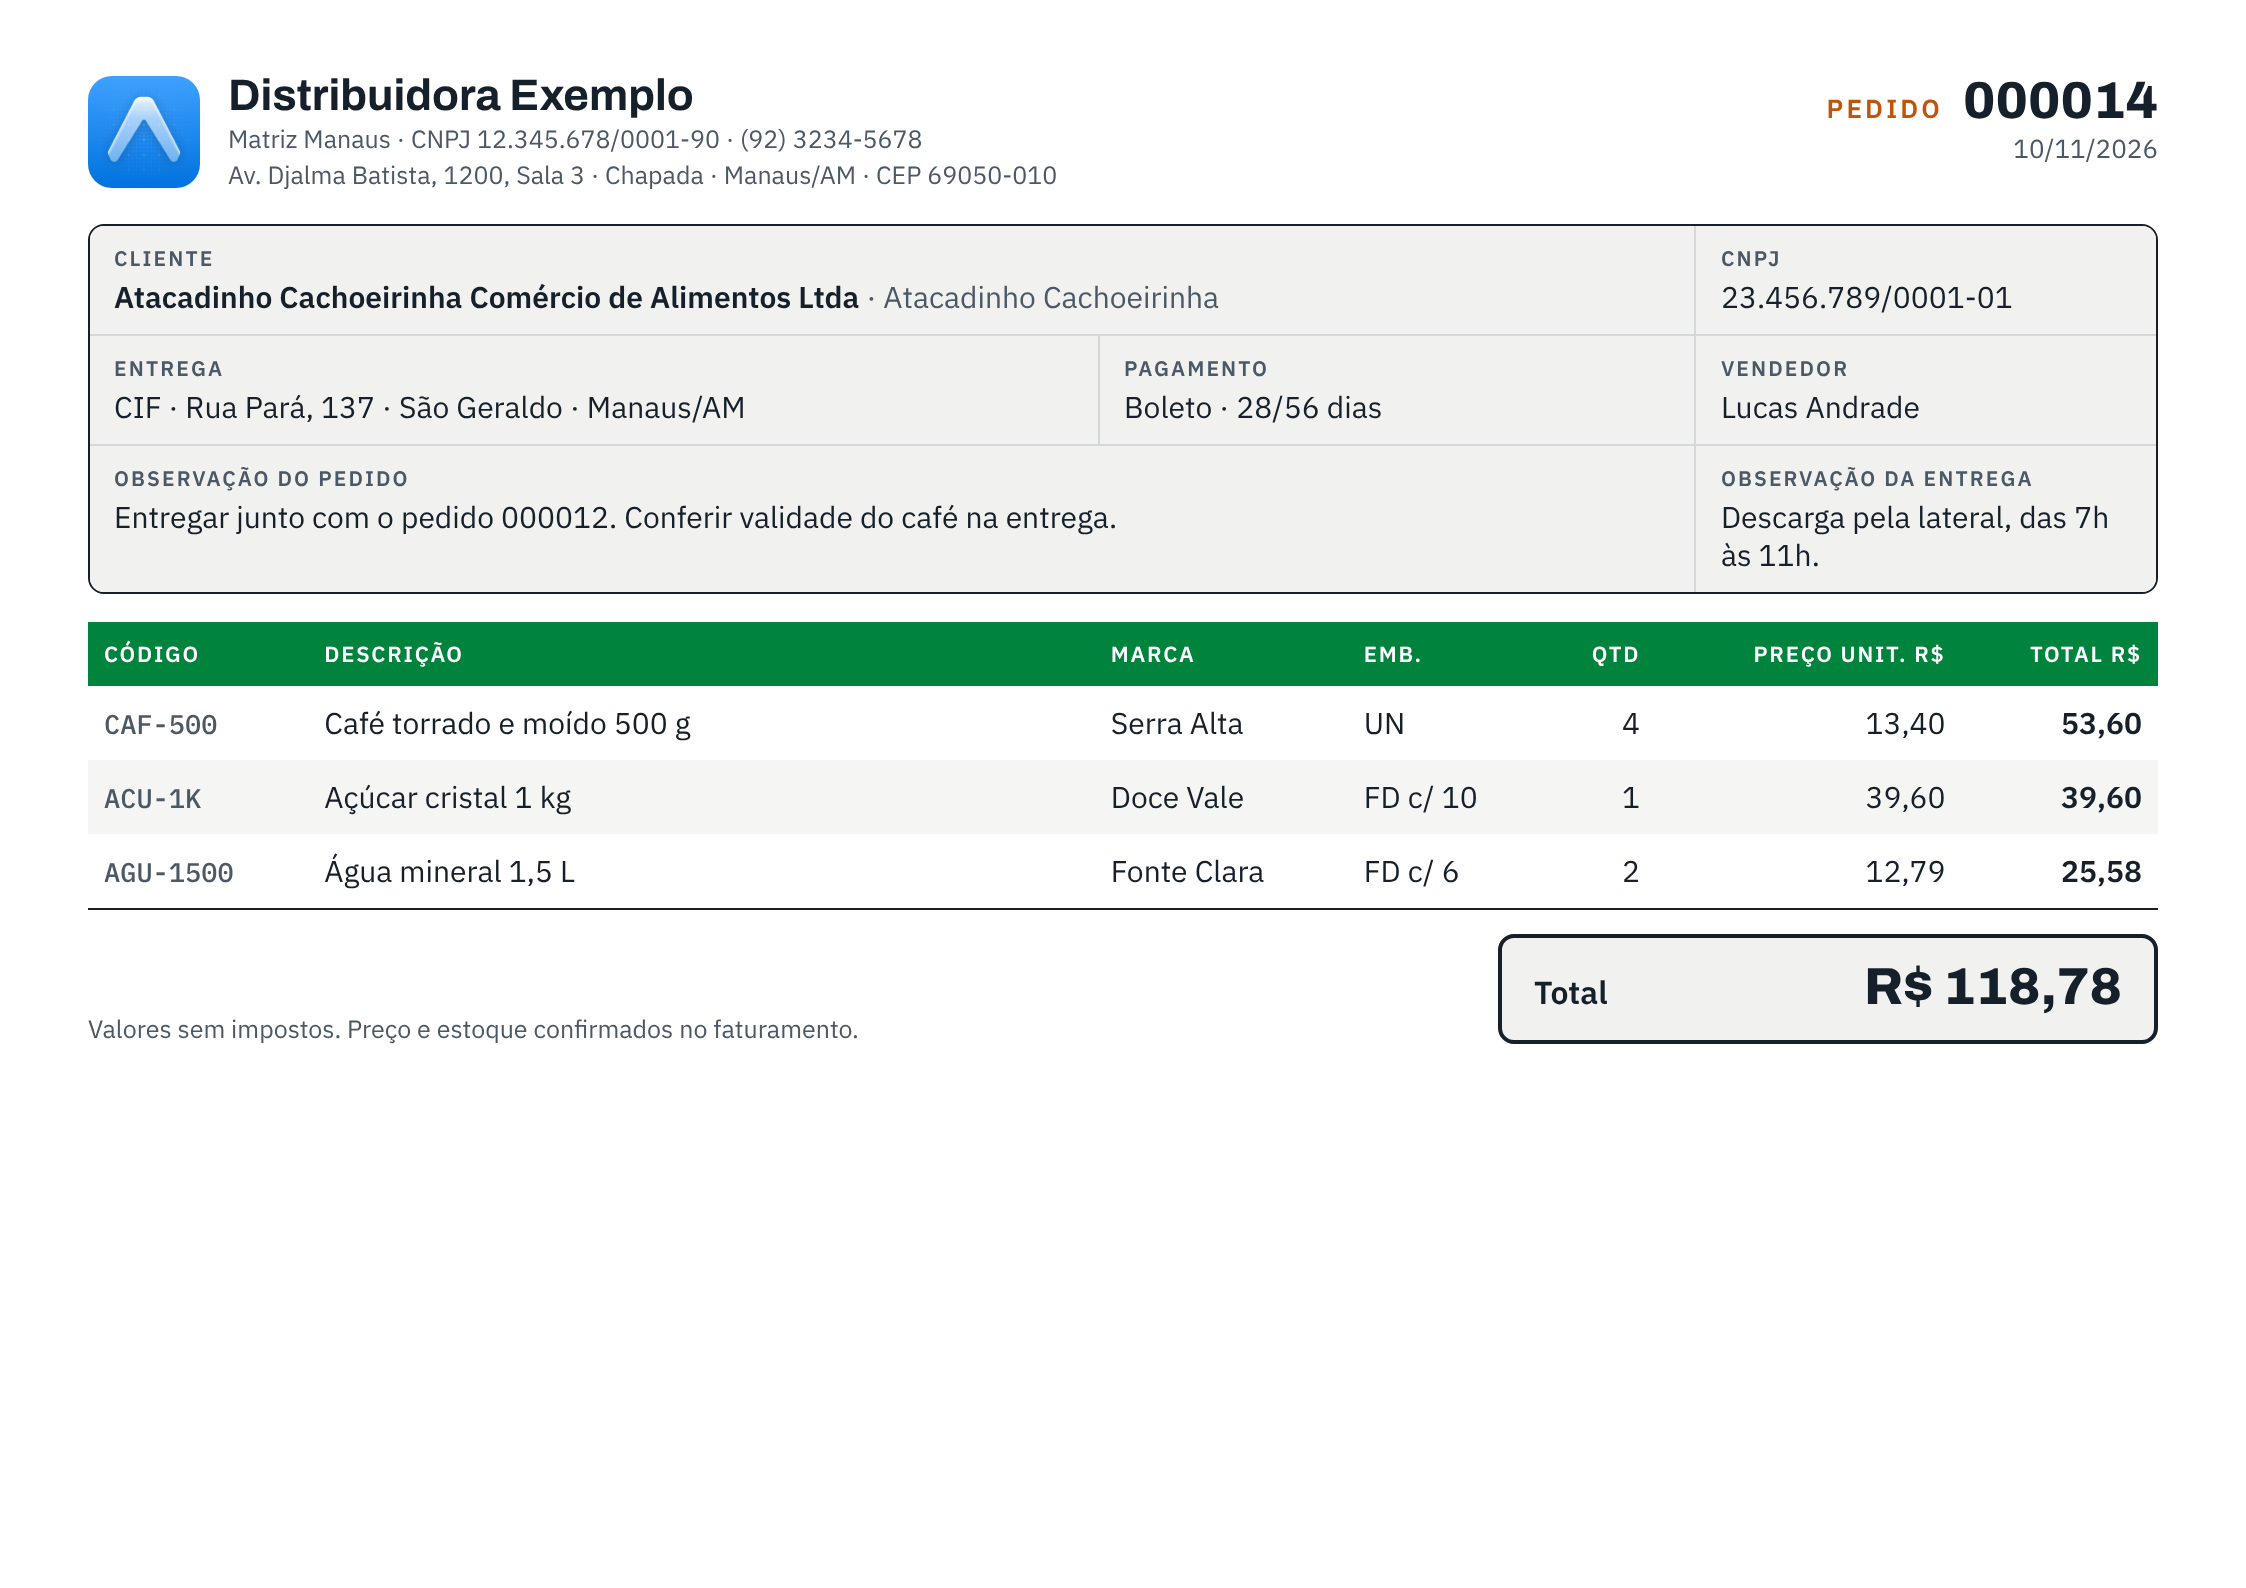 Distribuidora Exemplo
Matriz Manaus · CNPJ 12.345.678/0001-90 · (92) 3234-5678
Av. Djalma Batista, 1200, Sala 3 · Chapada · Manaus/AM · CEP 69050-010
PEDIDO 000014
10/11/2026
CLIENTE
Atacadinho Cachoeirinha Comércio de Alimentos Ltda · Atacadinho Cachoeirinha
CNPJ
23.456.789/0001-01
ENTREGA
CIF · Rua Pará, 137 · São Geraldo · Manaus/AM
PAGAMENTO
Boleto · 28/56 dias
VENDEDOR
Lucas Andrade
OBSERVAÇÃO DO PEDIDO
Entregar junto com o pedido 000012. Conferir validade do café na entrega.
OBSERVAÇÃO DA ENTREGA
Descarga pela lateral, das 7h
às 11h.
CÓDIGO DESCRIÇÃO MARCA EMB. QTD PREÇO UNIT. R$ TOTAL R$
CAF-500 Café torrado e moído 500 g Serra Alta UN 4 13,40 53,60
ACU-1K Açúcar cristal 1 kg Doce Vale FD c/ 10 1 39,60 39,60
AGU-1500 Água mineral 1,5 L Fonte Clara FD c/ 6 2 12,79 25,58
Total R$ 118,78
Valores sem impostos. Preço e estoque confirmados no faturamento.